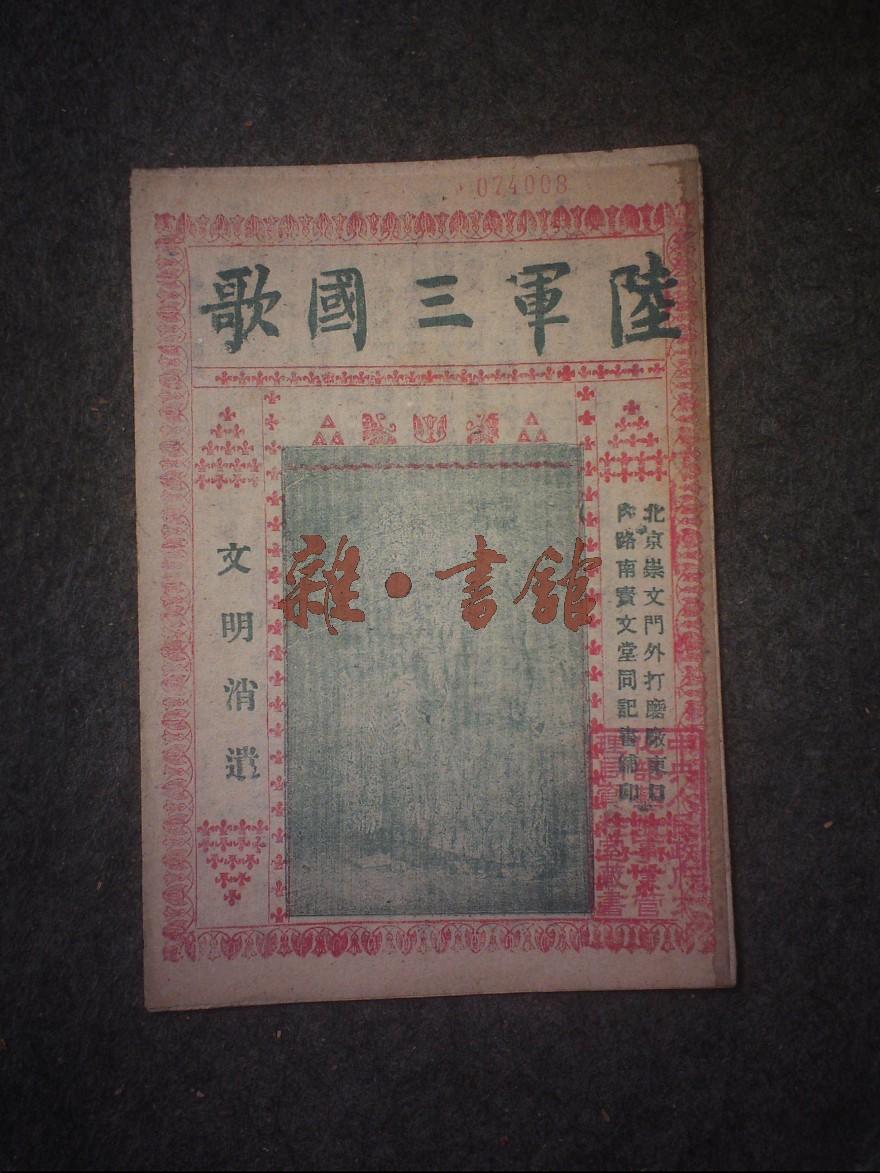 074008
陸軍三國歌
北京崇文門外打磨廠東口
內路南寶文堂同記書鋪印
文明消遣
雜·書館